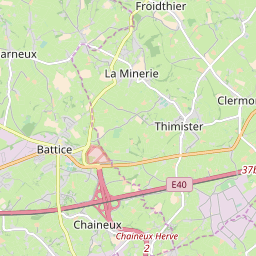 Froidthier
arneux
La Minerie
Clermo
Thimister
Battice
37B
E40
Chaineux
Chaineux Herve
2